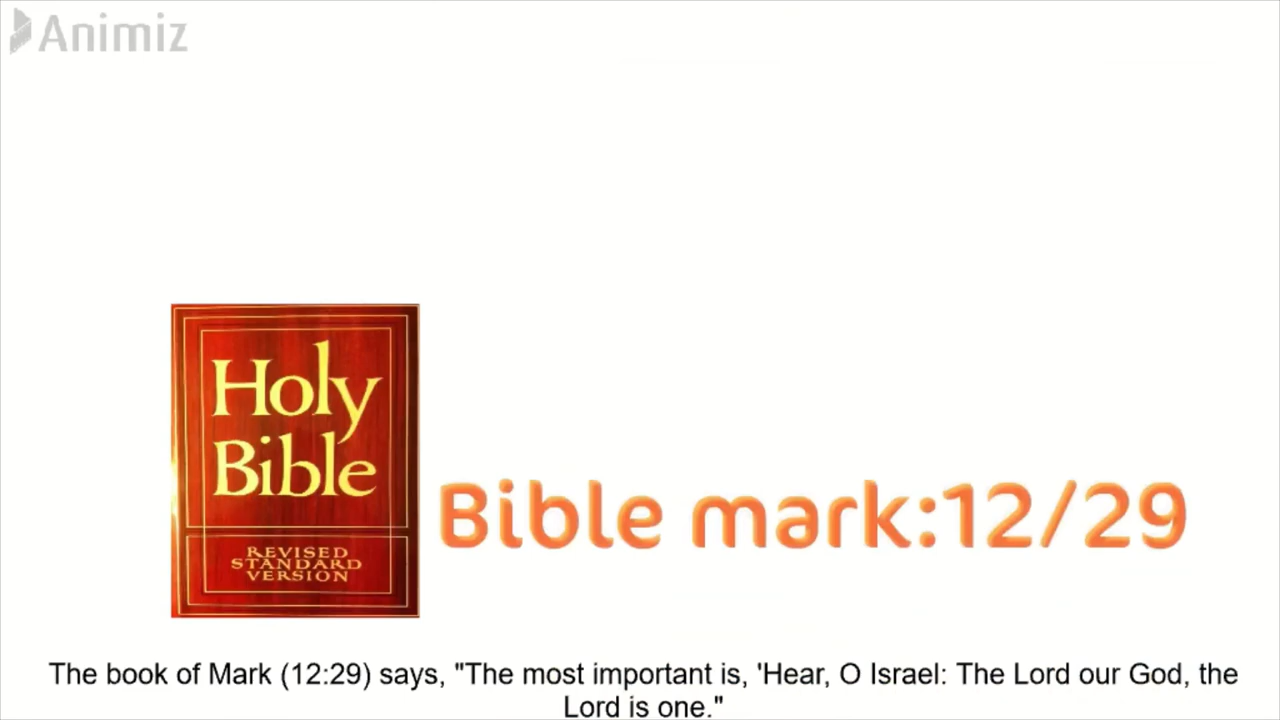 Animiz
Holy
Bible
REVISED
STANDARD
VERSION
Bible mark:12/29
The book of Mark (12:29) says, "The most important is, 'Hear, O Israel: The Lord our God, the
Lord is one."